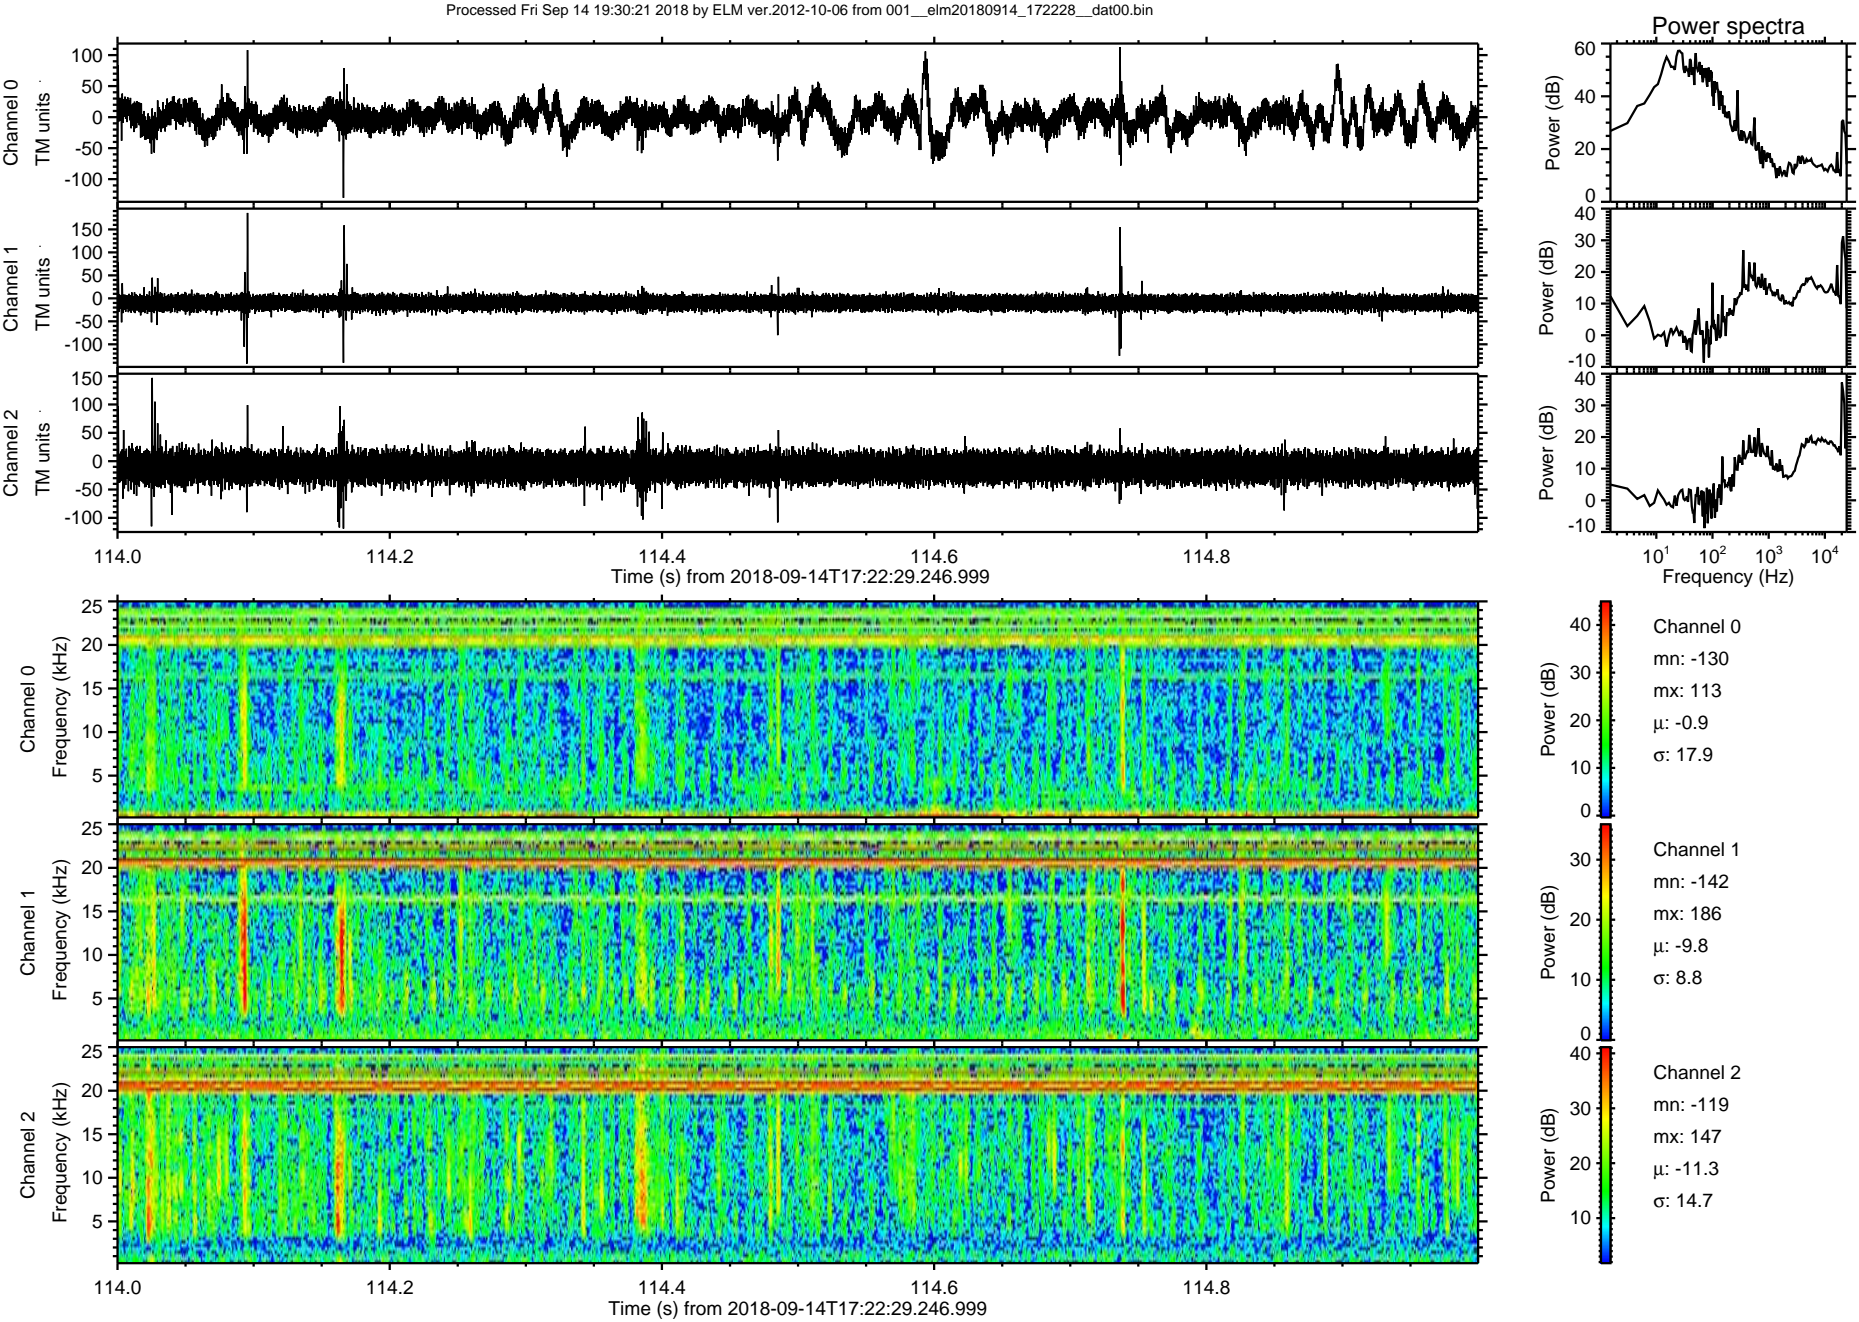 Processed Fri Sep 14 19:30:21 2018 by ELM ver.2012-10-06 from 001__elm20180914_172228__dat00.bin
Power spectra
Channel 0
TM units
100
50
0
-50
-100
Power (dB)
60
40
20
0
Channel 1
TM units
150
100
50
0
-50
-100
Power (dB)
40
30
20
10
0
-10
Channel 2
TM units
150
100
50
0
-50
-100
Power (dB)
40
30
20
10
0
-10
114.0 114.2 114.4 114.6 114.8
Time (s) from 2018-09-14T17:22:29.246.999
10^1 10^2 10^3 10^4
Frequency (Hz)
Channel 0
Frequency (kHz)
25
20
15
10
5
Power (dB)
40
30
20
10
0
Channel 0
mn: -130
mx: 113
µ: -0.9
σ: 17.9
Channel 1
Frequency (kHz)
25
20
15
10
5
Power (dB)
30
20
10
0
Channel 1
mn: -142
mx: 186
µ: -9.8
σ: 8.8
Channel 2
Frequency (kHz)
25
20
15
10
5
Power (dB)
40
30
20
10
Channel 2
mn: -119
mx: 147
µ: -11.3
σ: 14.7
114.0 114.2 114.4 114.6 114.8
Time (s) from 2018-09-14T17:22:29.246.999